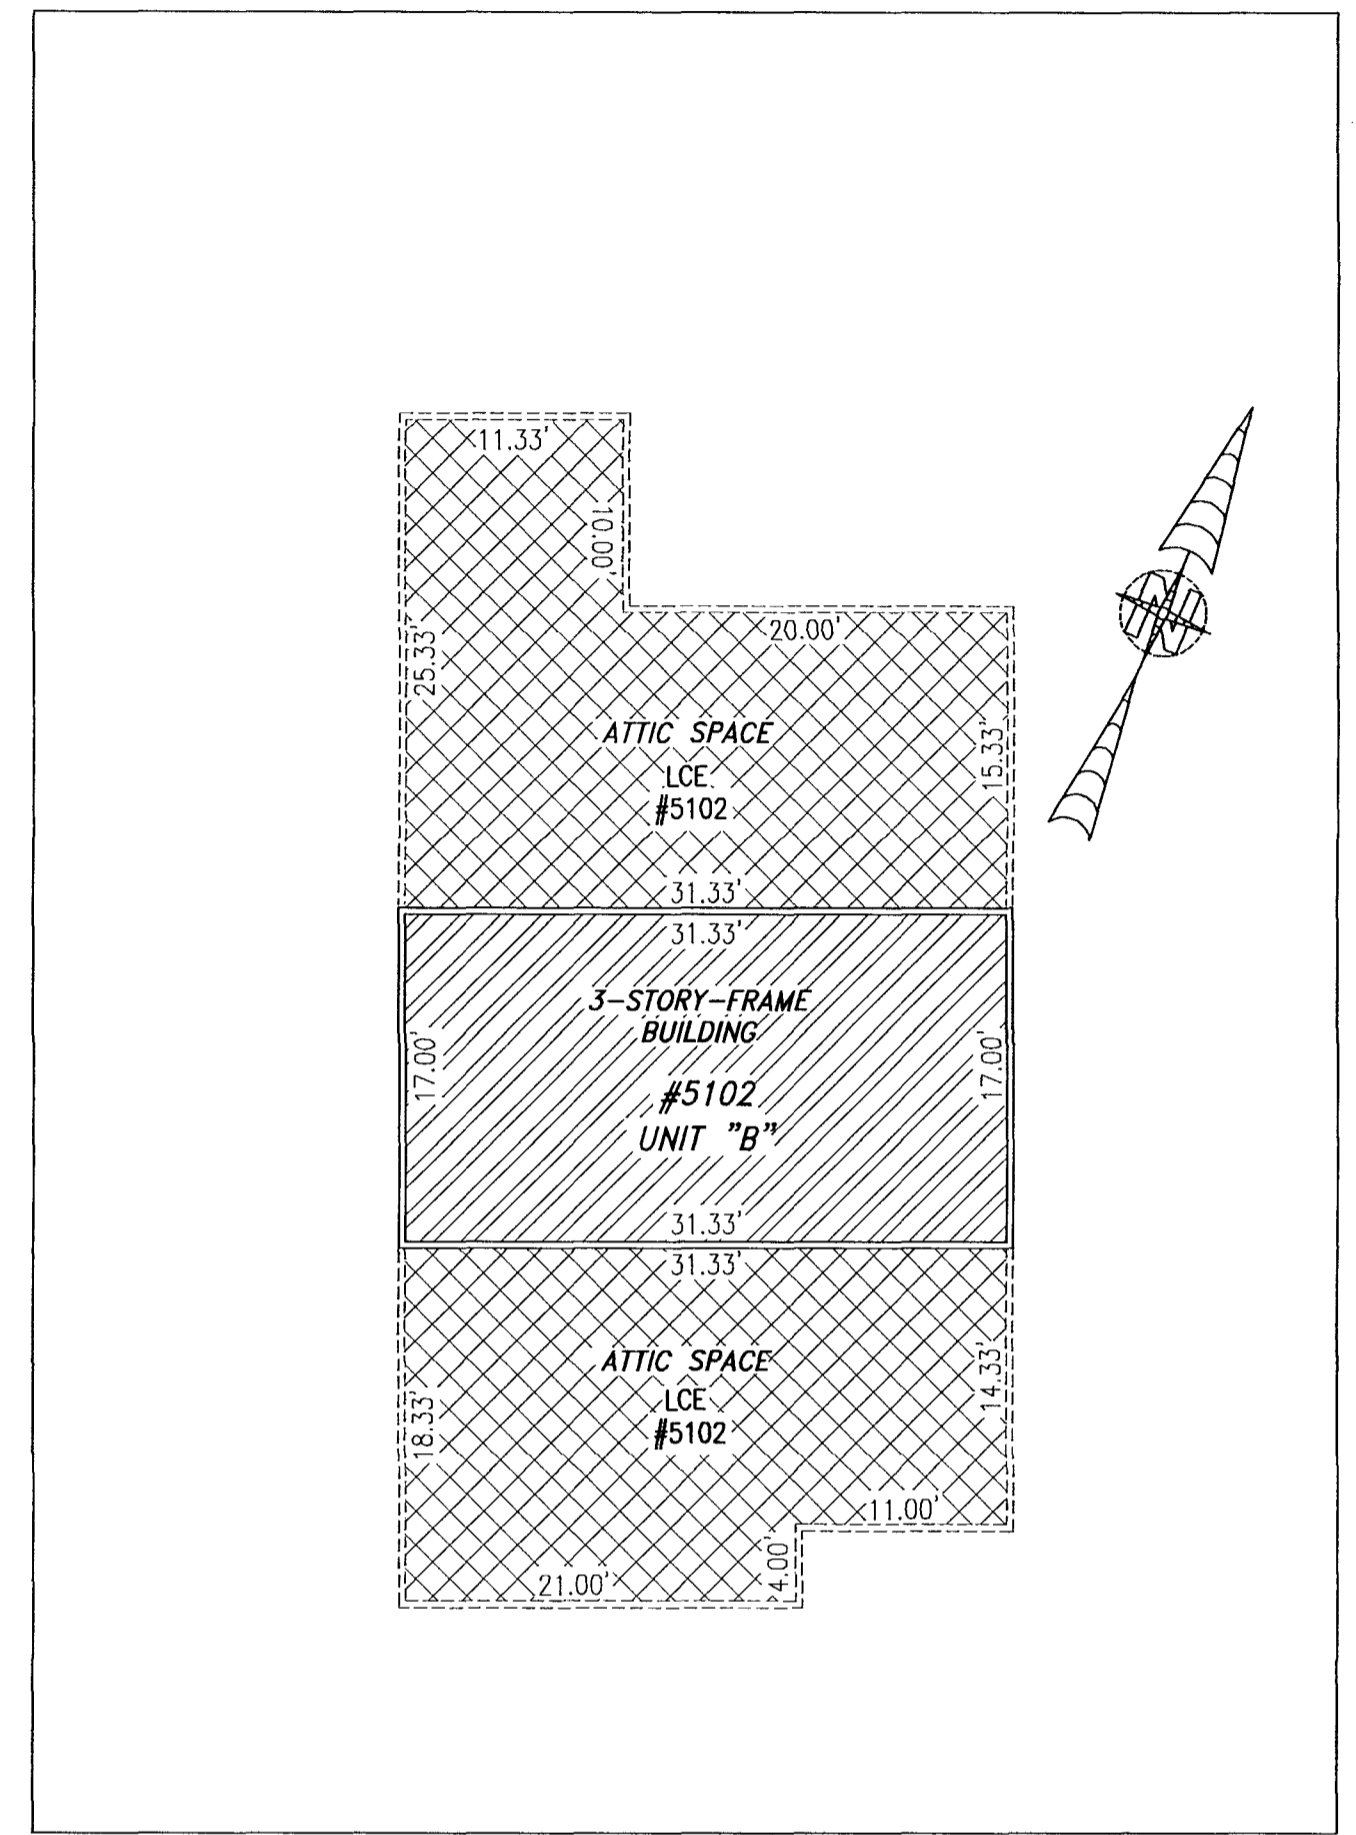 11.33'
10.00'
20.00'
25.33'
15.33'
ATTIC SPACE
LCE
#5102
31.33'
31.33'
3-STORY-FRAME
BUILDING
17.00'
17.00'
#5102
UNIT "B"
31.33'
31.33'
ATTIC SPACE
LCE
#5102
18.33'
14.33'
11.00'
4.00'
21.00'
N